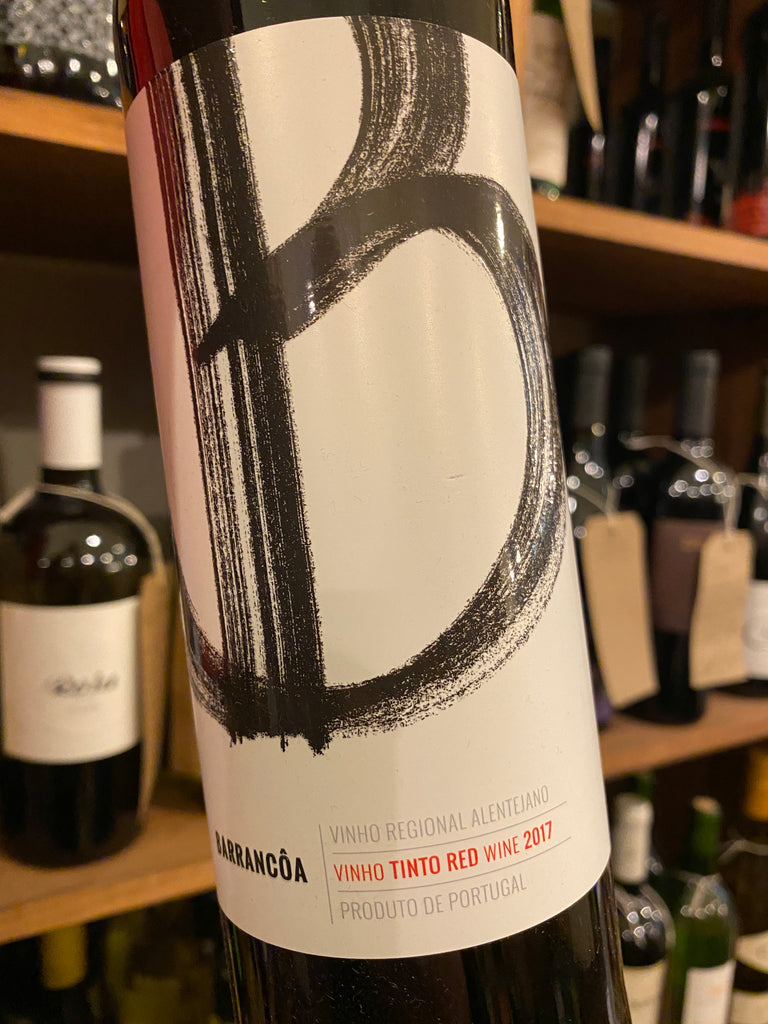 B
BARRANCÔA
VINHO REGIONAL ALENTEJANO
VINHO TINTO RED WINE 2017
PRODUTO DE PORTUGAL